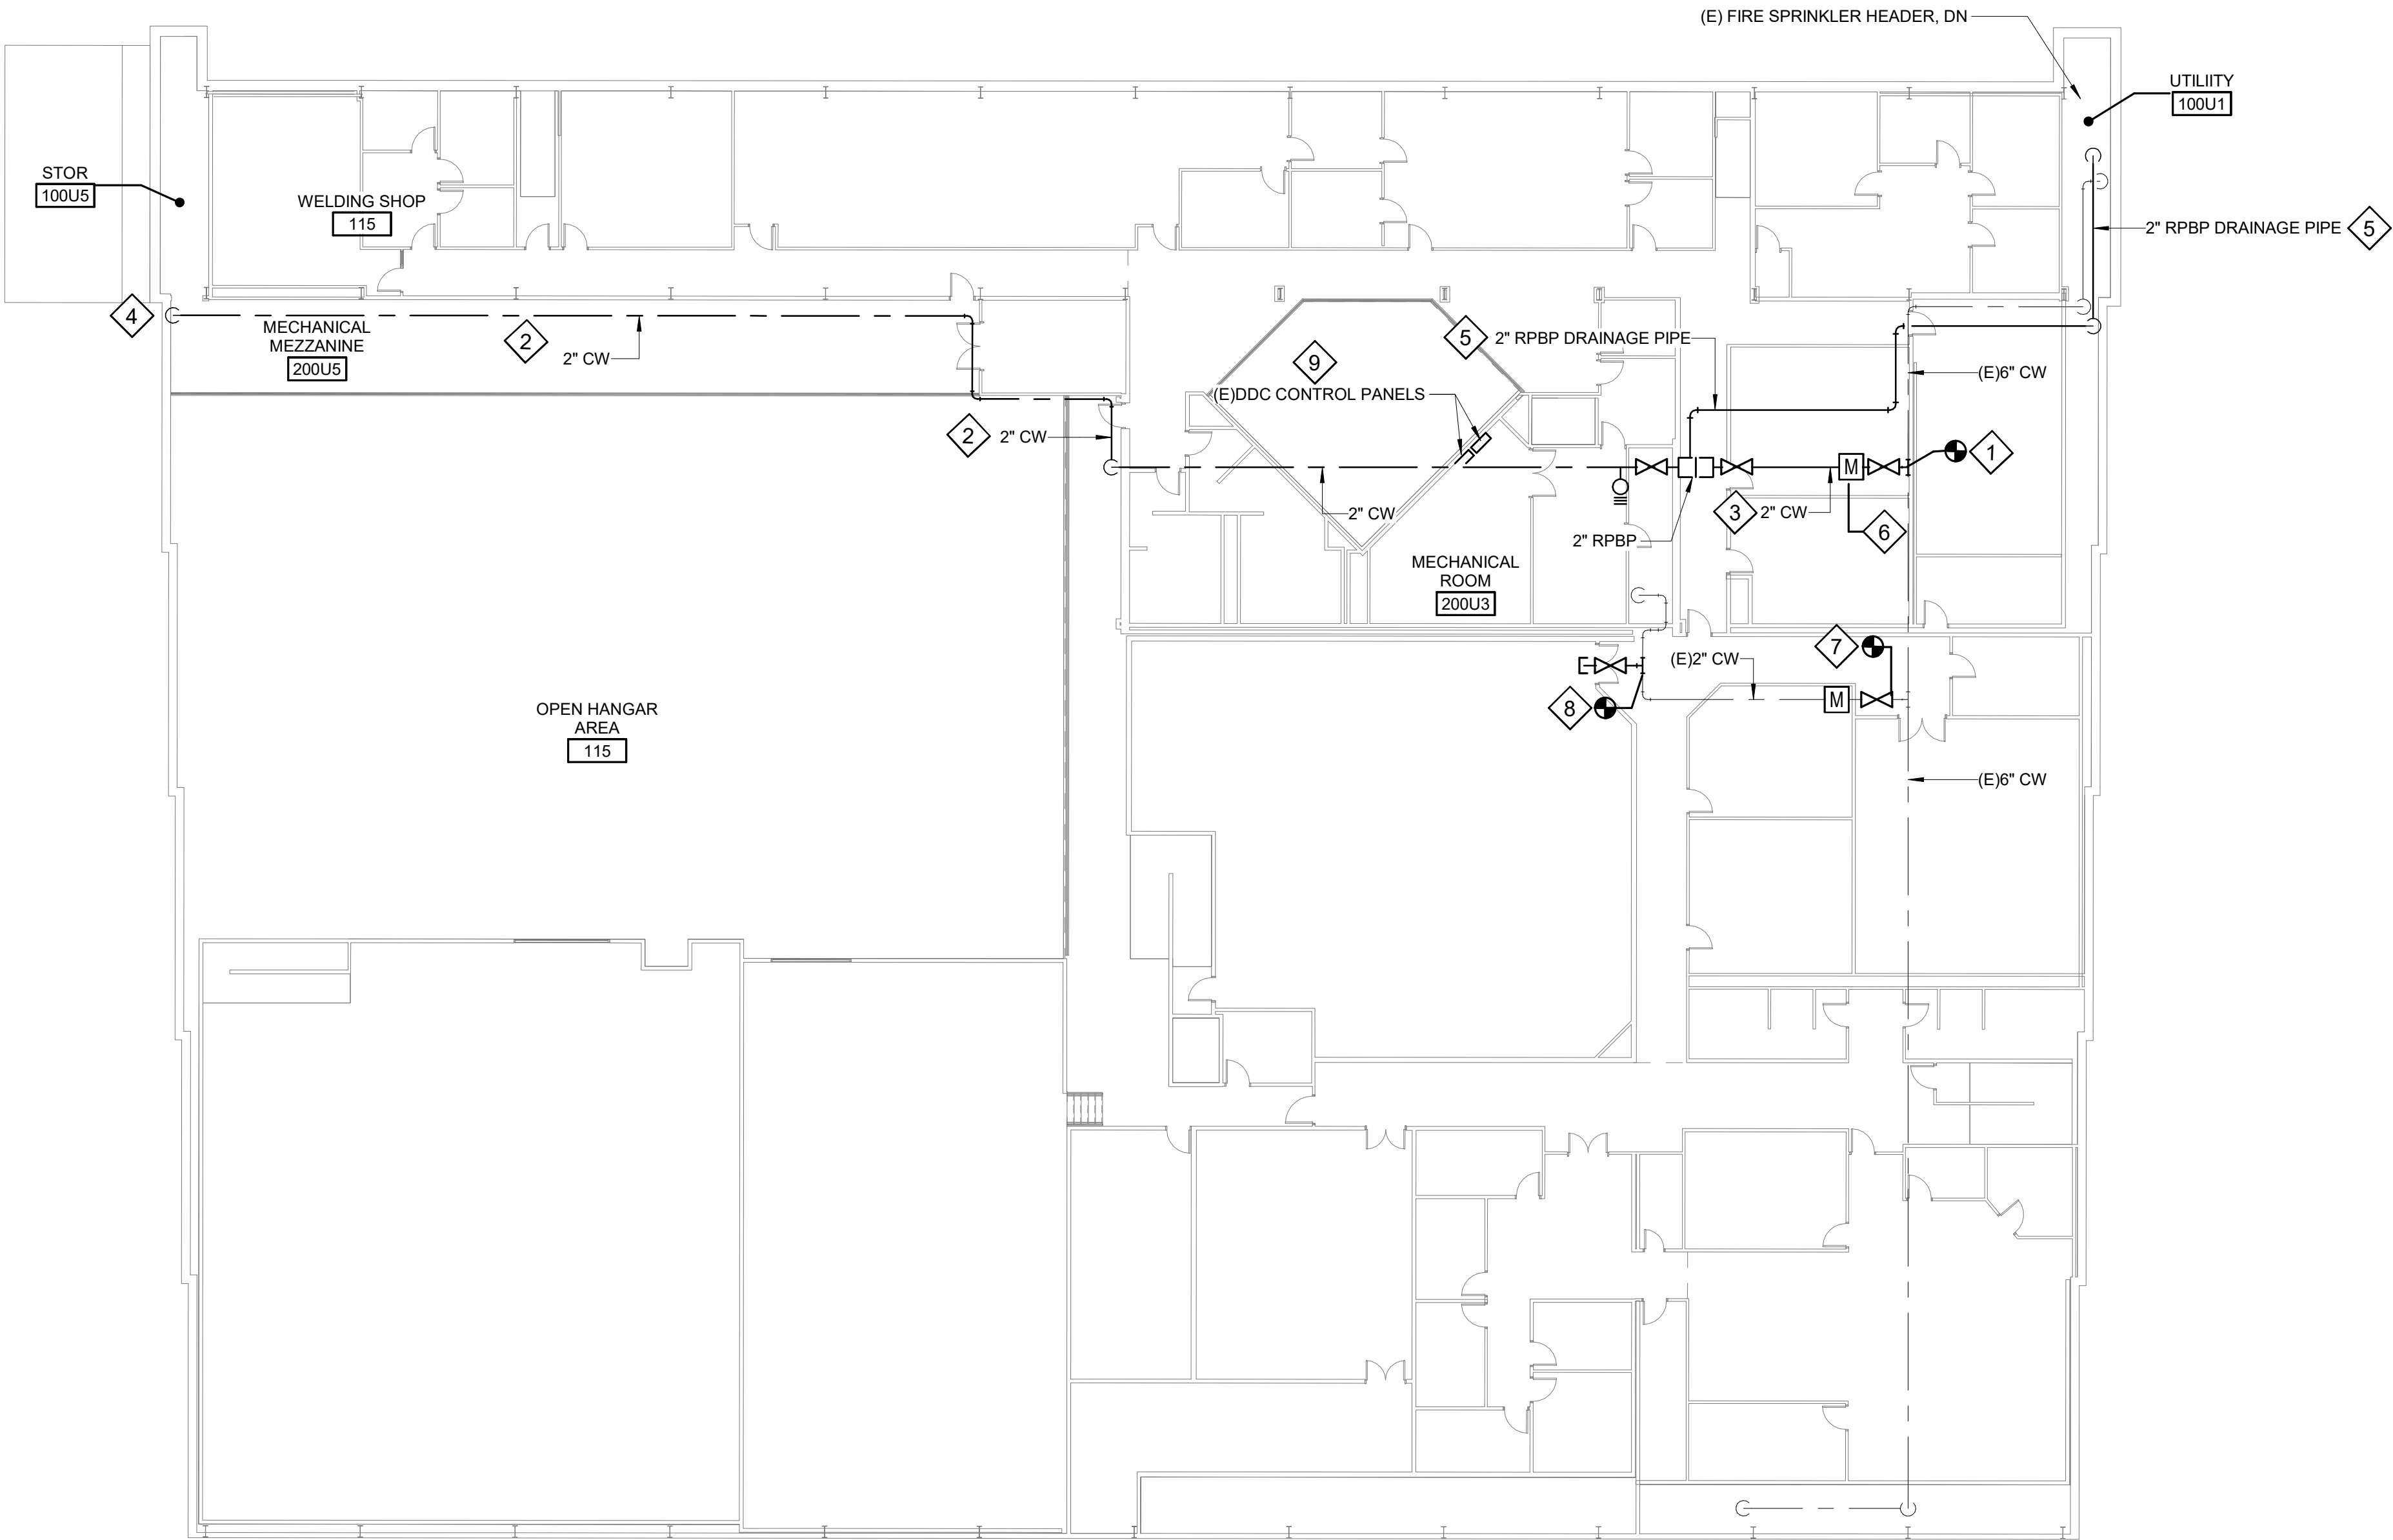 (E) FIRE SPRINKLER HEADER, DN
UTILIITY
100U1
STOR
100U5
WELDING SHOP
115
2" RPBP DRAINAGE PIPE
5
4
MECHANICAL
MEZZANINE
200U5
2
2" CW
5
2" RPBP DRAINAGE PIPE
9
(E)DDC CONTROL PANELS
(E)6" CW
2
2" CW
M
1
2" CW
3
2" CW
6
2" RPBP
MECHANICAL
ROOM
200U3
7
(E)2" CW
M
8
OPEN HANGAR
AREA
115
(E)6" CW